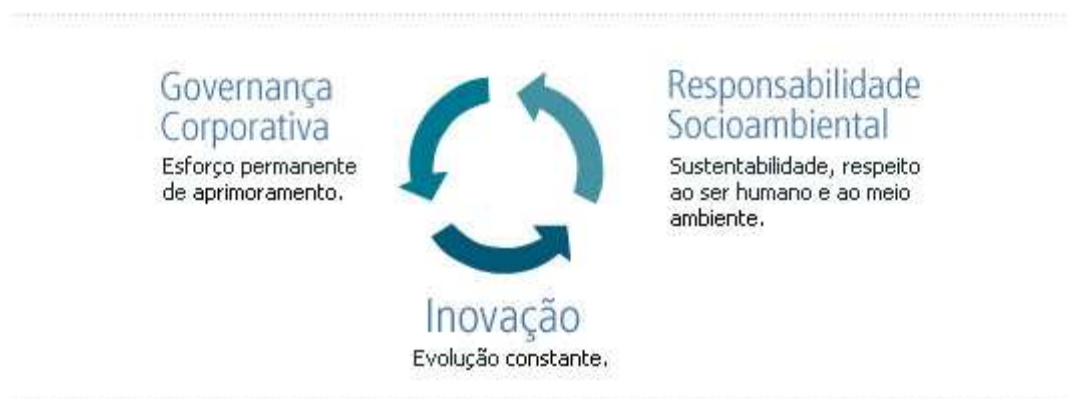 Governança
Corporativa
Esforço permanente
de aprimoramento.
Responsabilidade
Socioambiental
Sustentabilidade, respeito
ao ser humano e ao meio
ambiente.
Inovação
Evolução constante.